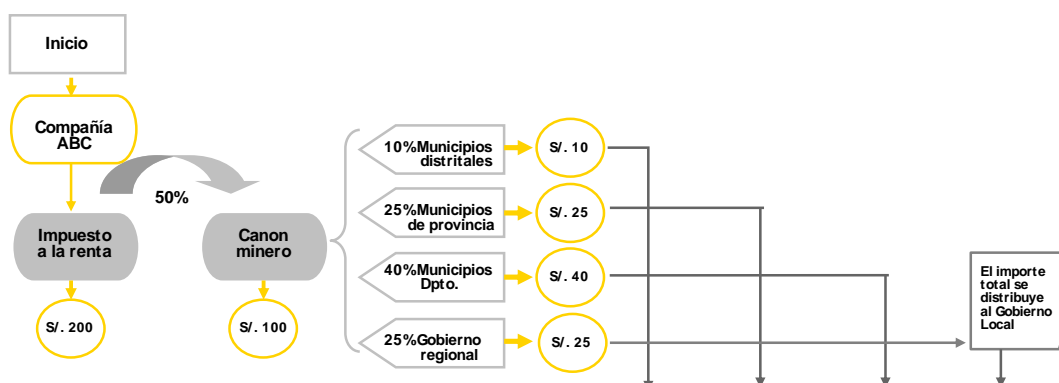 Inicio
Compañía
ABC
50%
Impuesto
a la renta
Canon
minero
S/. 200
S/. 100
10%Municipios
distritales
S/. 10
25%Municipios
de provincia
S/. 25
40%Municipios
Dpto.
S/. 40
25%Gobierno
regional
S/. 25
El importe
total se
distribuye
al Gobierno
Local